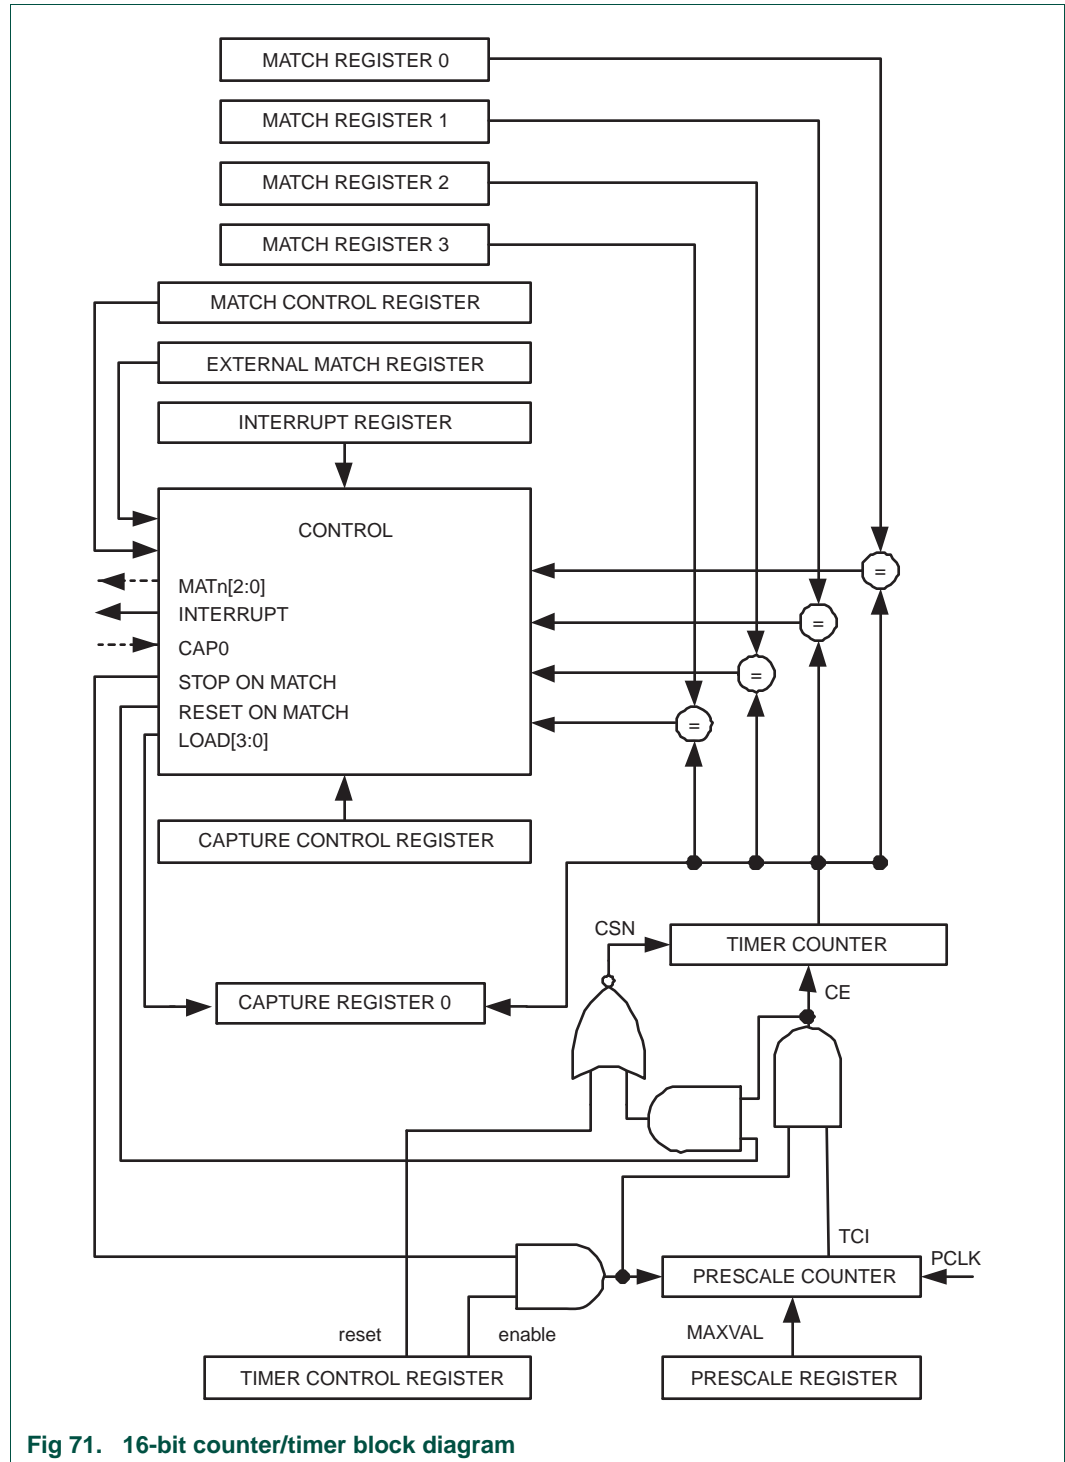 MATCH REGISTER 0
MATCH REGISTER 1
MATCH REGISTER 2
MATCH REGISTER 3
MATCH CONTROL REGISTER
EXTERNAL MATCH REGISTER
INTERRUPT REGISTER
CONTROL
MATn[2:0]
INTERRUPT
CAP0
STOP ON MATCH
RESET ON MATCH
LOAD[3:0]
=
=
=
=
CAPTURE CONTROL REGISTER
CSN
TIMER COUNTER
CE
CAPTURE REGISTER 0
TCI
PCLK
PRESCALE COUNTER
reset
enable
MAXVAL
TIMER CONTROL REGISTER
PRESCALE REGISTER
Fig 71. 16-bit counter/timer block diagram